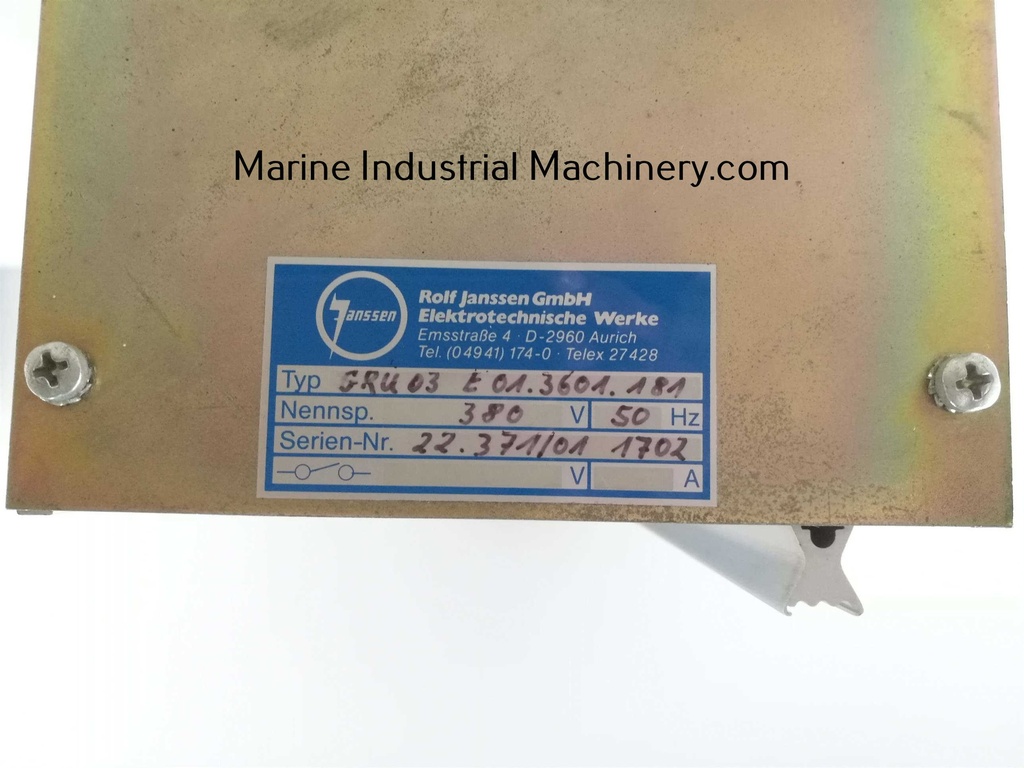 Marine Industrial Machinery.com
Janssen
Rolf Janssen GmbH
Elektrotechnische Werke
Emsstraße 4 · D-2960 Aurich
Tel. (04941) 174-0 · Telex 27428
Typ GRU 03 E 01.3601.181
Nennsp. 380 V 50 Hz
Serien-Nr. 22.371/01 1702
V A